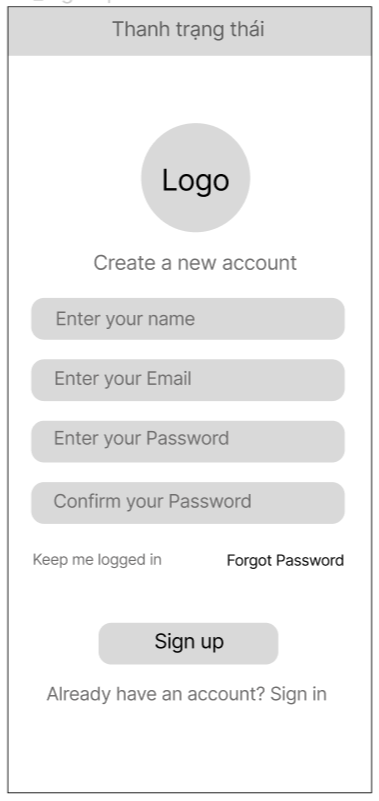 Thanh trạng thái
Logo
Create a new account
Enter your name
Enter your Email
Enter your Password
Confirm your Password
Keep me logged in Forgot Password
Sign up
Already have an account? Sign in